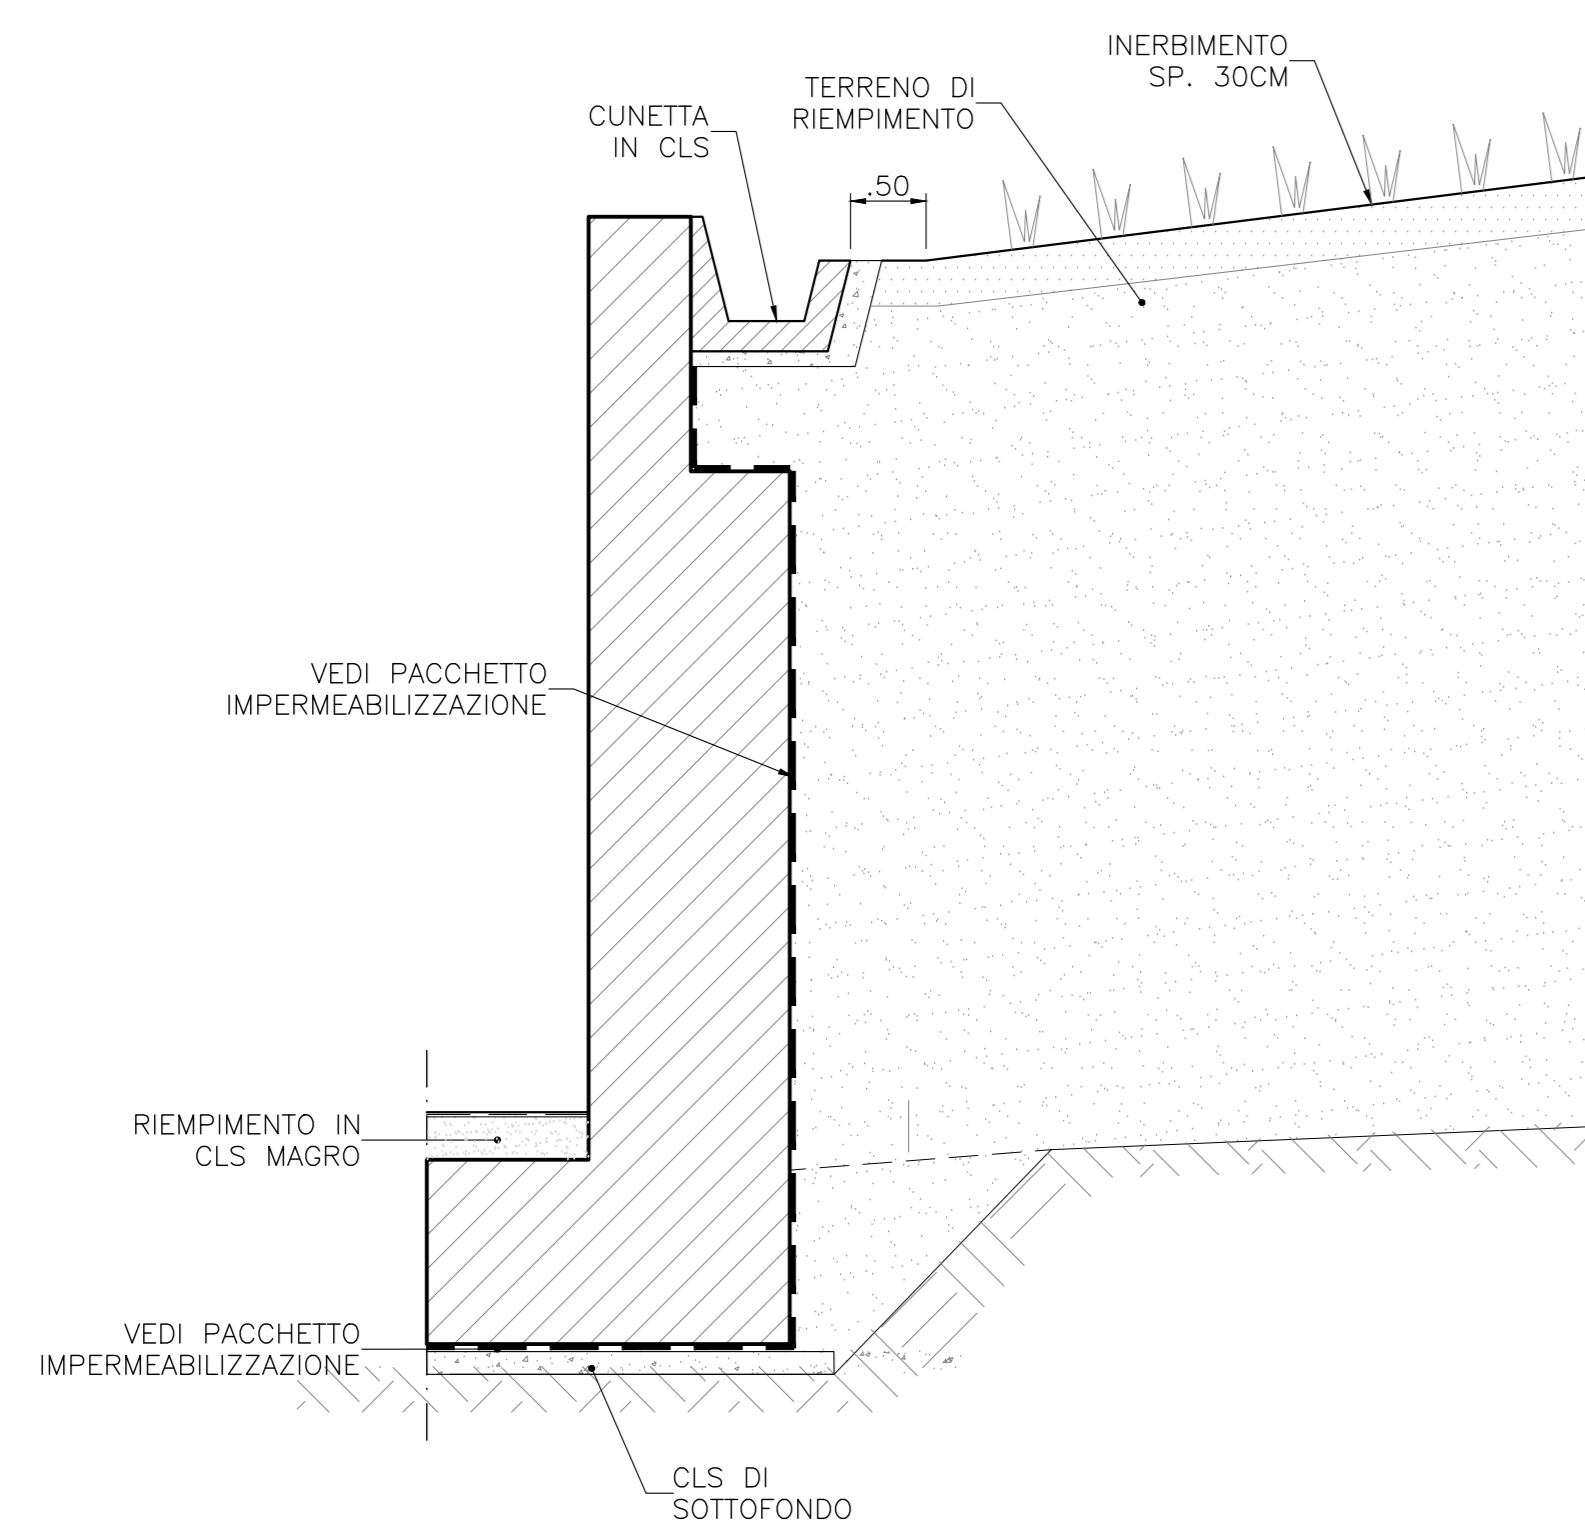 INERBIMENTO
SP. 30CM
TERRENO DI
RIEMPIMENTO
CUNETTA
IN CLS
.50
VEDI PACCHETTO
IMPERMEABILIZZAZIONE
RIEMPIMENTO IN
CLS MAGRO
VEDI PACCHETTO
IMPERMEABILIZZAZIONE
CLS DI
SOTTOFONDO